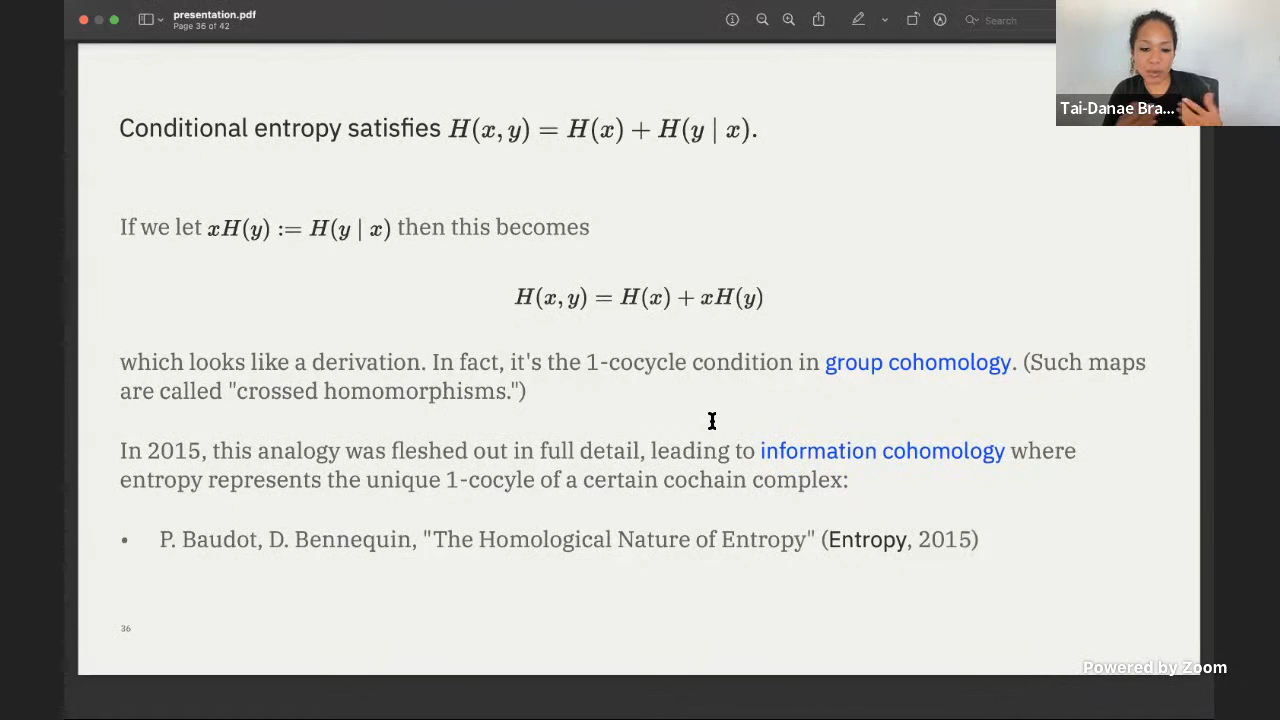 presentation.pdf
Page 36 of 42
Search
Tai-Danae Bra...
Conditional entropy satisfies H(x, y) = H(x) + H(y | x).
If we let xH(y) := H(y | x) then this becomes
H(x, y) = H(x) + xH(y)
which looks like a derivation. In fact, it's the 1-cocycle condition in group cohomology. (Such maps
are called "crossed homomorphisms.")
In 2015, this analogy was fleshed out in full detail, leading to information cohomology where
entropy represents the unique 1-cocyle of a certain cochain complex:
• P. Baudot, D. Bennequin, "The Homological Nature of Entropy" (Entropy, 2015)
36
Powered by Zoom